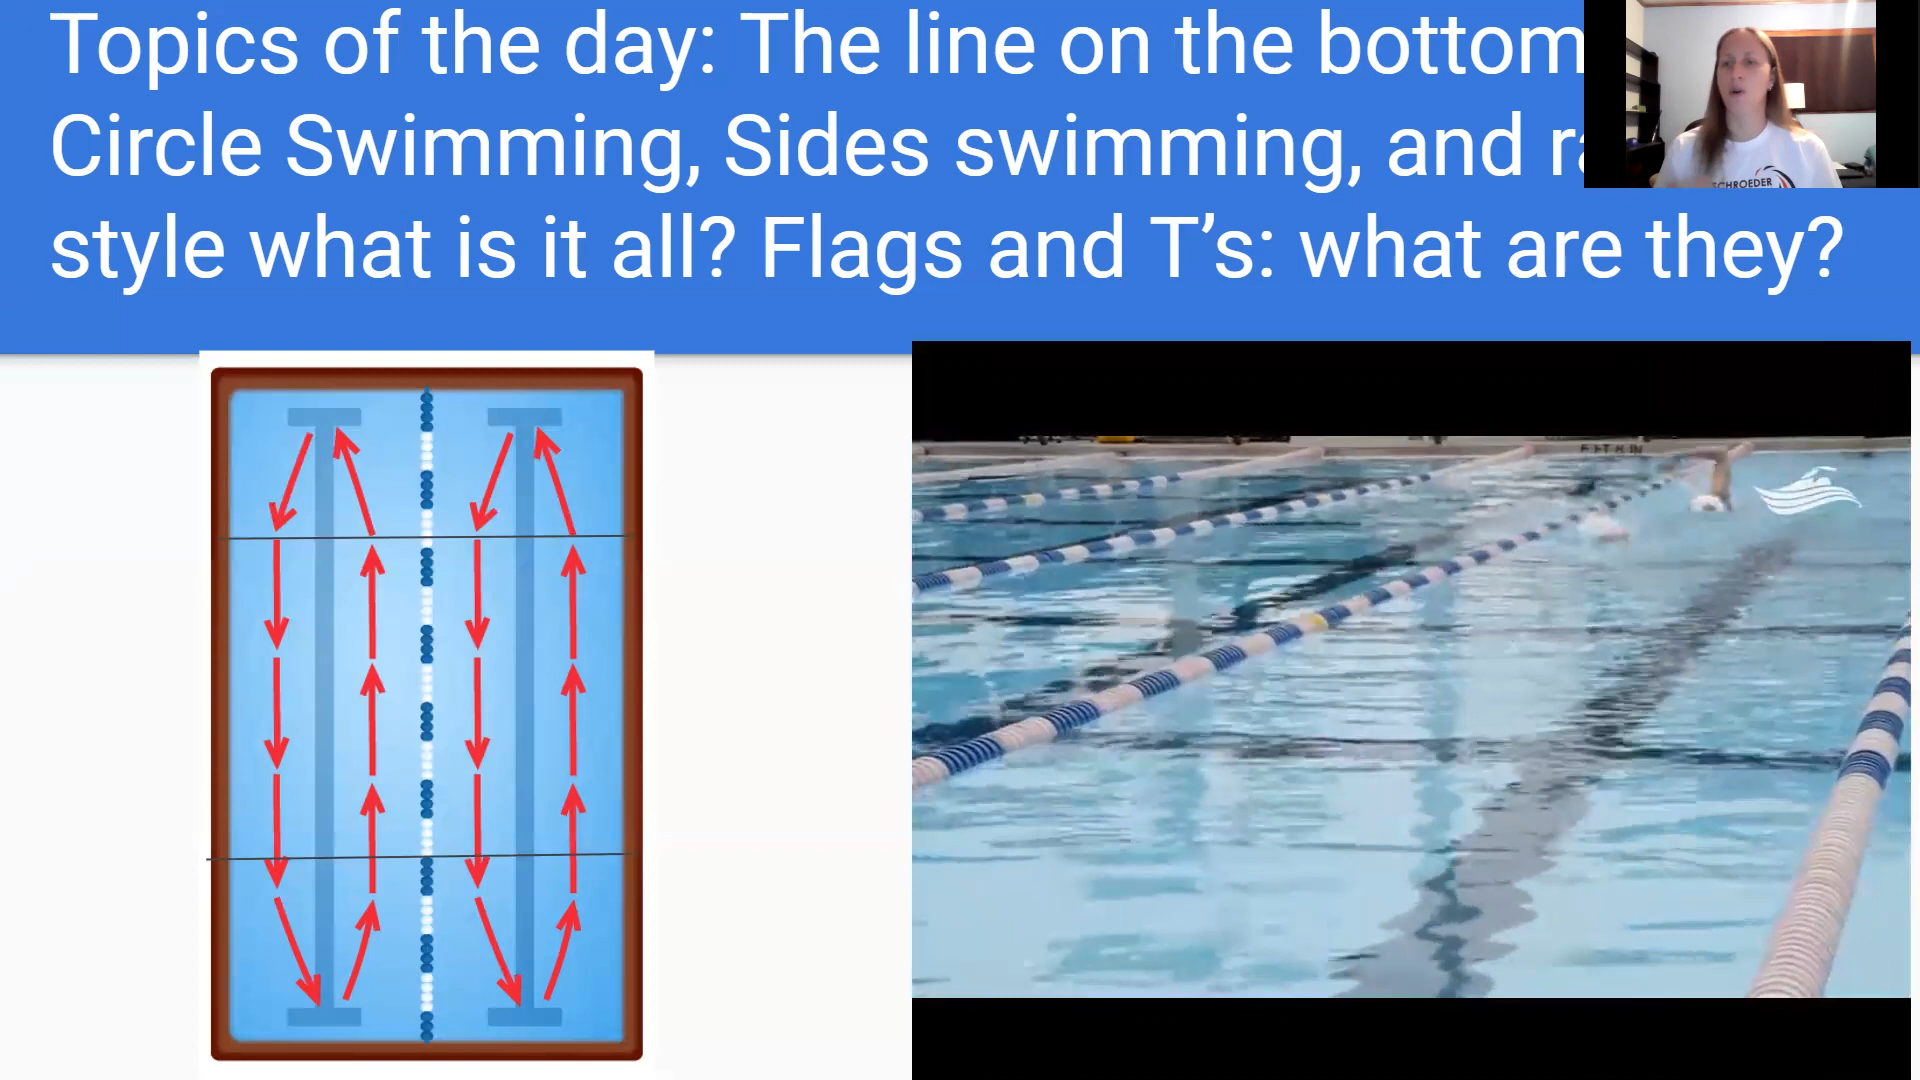 Topics of the day: The line on the bottom
Circle Swimming, Sides swimming, and
style what is it all? Flags and T's: what are they?
SCHROEDER